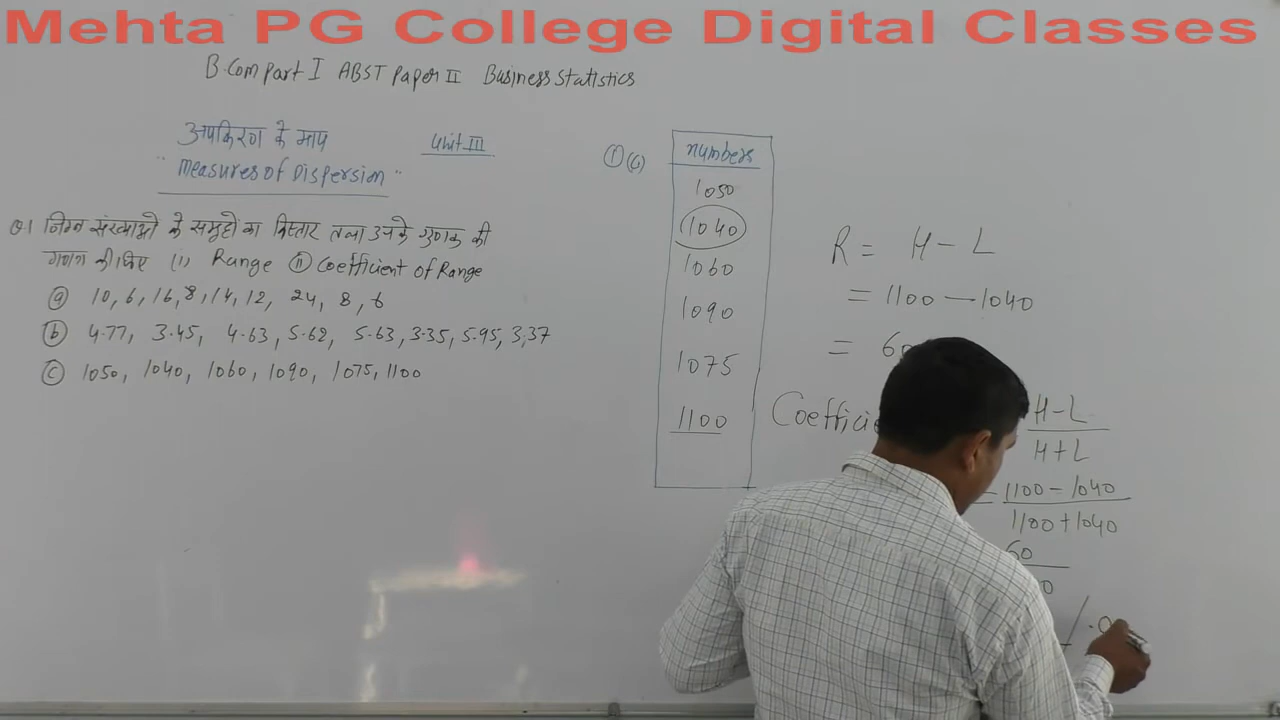 Mehta PG College Digital Classes
B.Com Part I ABST Paper II Business Statistics
अपकिरण के माप
Unit III
"Measures of Dispersion"
Q.1 निम्न संख्याओ के समुहो का विस्तार तथा उनके गुणक की
गणना कीजिए (i) Range (ii) Coefficient of Range
(a) 10, 6, 16, 8, 14, 12, 24, 8, 6
(b) 4.77, 3.45, 4.63, 5.62, 5.63, 3.35, 5.95, 3.37
(c) 1050, 1040, 1060, 1090, 1075, 1100
numbers
1050
1040
1060
1090
1075
1100
R = H - L
= 1100 - 1040
= 60
H - L
H + L
= 1100 - 1040
1100 + 1040
60